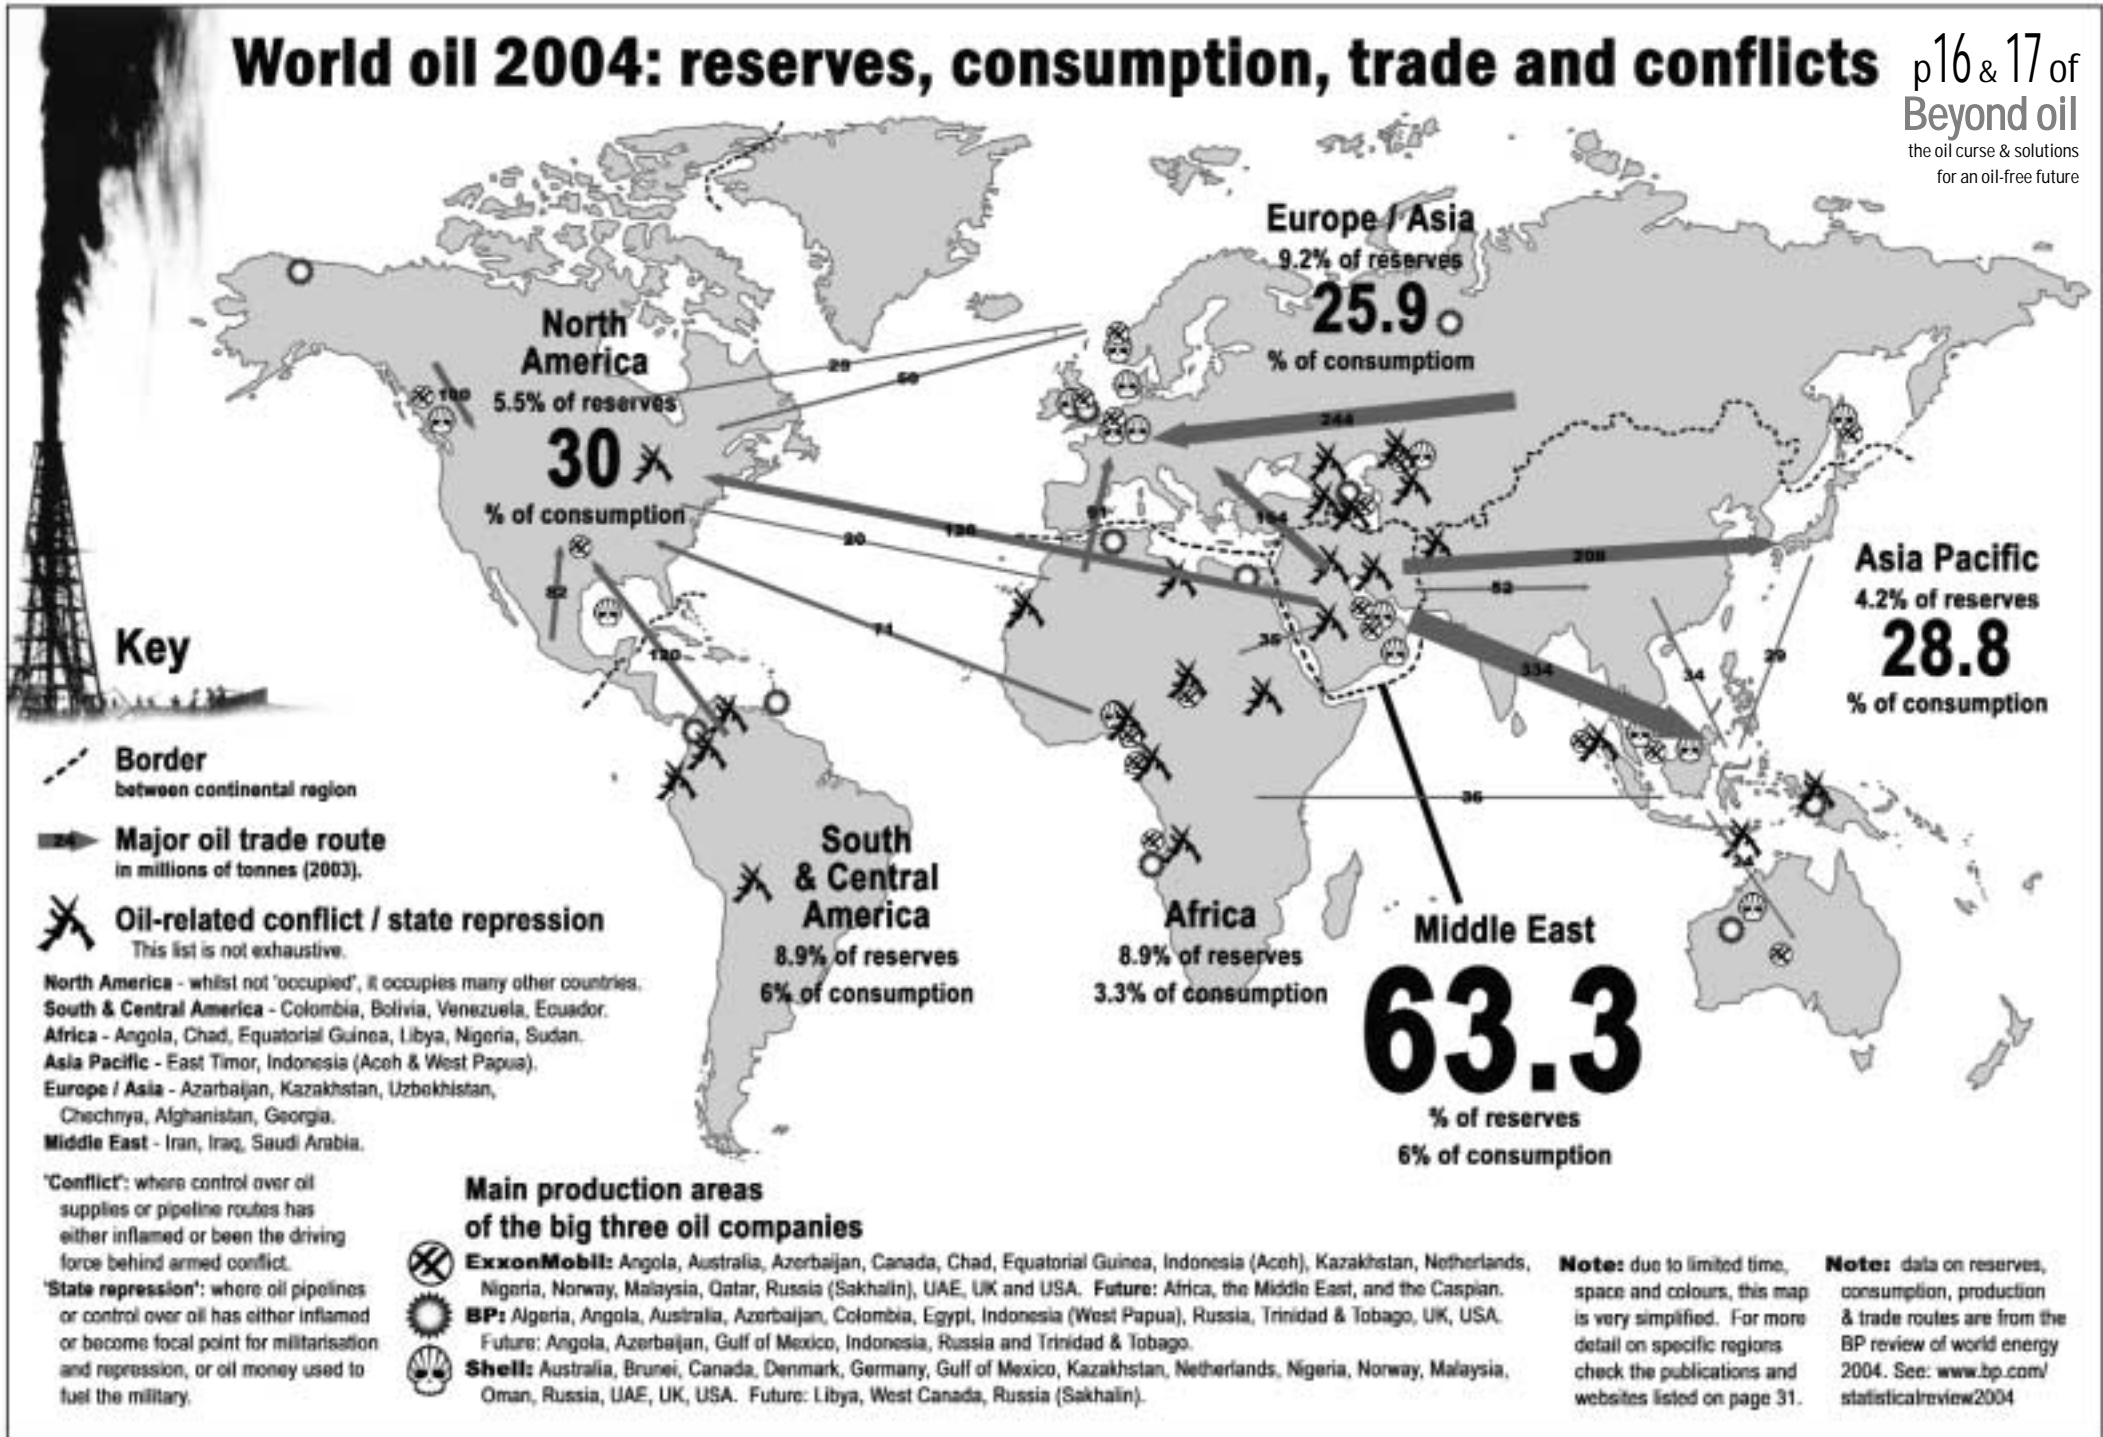 World oil 2004: reserves, consumption, trade and conflicts
p16 & 17 of
Beyond oil
the oil curse & solutions
for an oil-free future
Europe / Asia
9.2% of reserves
25.9
% of consumptiom
North
America
5.5% of reserves
30
% of consumption
Asia Pacific
4.2% of reserves
28.8
% of consumption
South
& Central
America
8.9% of reserves
6% of consumption
Africa
8.9% of reserves
3.3% of consumption
Middle East
63.3
% of reserves
6% of consumption
244
208
52
334
34
36
35
71
20
82
Key
Border
between continental region
24
Major oil trade route
in millions of tonnes (2003).
Oil-related conflict / state repression
This list is not exhaustive.
North America - whilst not 'occupied', it occupies many other countries.
South & Central America - Colombia, Bolivia, Venezuela, Ecuador.
Africa - Angola, Chad, Equatorial Guinea, Libya, Nigeria, Sudan.
Asia Pacific - East Timor, Indonesia (Aceh & West Papua).
Europe / Asia - Azarbaijan, Kazakhstan, Uzbekhistan,
Chechnya, Afghanistan, Georgia.
Middle East - Iran, Iraq, Saudi Arabia.
'Conflict': where control over oil
supplies or pipeline routes has
either inflamed or been the driving
force behind armed conflict.
'State repression': where oil pipelines
or control over oil has either inflamed
or become focal point for militarisation
and repression, or oil money used to
fuel the military.
Main production areas
of the big three oil companies
ExxonMobil: Angola, Australia, Azerbaijan, Canada, Chad, Equatorial Guinea, Indonesia (Aceh), Kazakhstan, Netherlands,
Nigeria, Norway, Malaysia, Qatar, Russia (Sakhalin), UAE, UK and USA. Future: Africa, the Middle East, and the Caspian.
BP: Algeria, Angola, Australia, Azerbaijan, Colombia, Egypt, Indonesia (West Papua), Russia, Trinidad & Tobago, UK, USA.
Future: Angola, Azerbaijan, Gulf of Mexico, Indonesia, Russia and Trinidad & Tobago.
Shell: Australia, Brunei, Canada, Denmark, Germany, Gulf of Mexico, Kazakhstan, Netherlands, Nigeria, Norway, Malaysia,
Oman, Russia, UAE, UK, USA. Future: Libya, West Canada, Russia (Sakhalin).
Note: due to limited time,
space and colours, this map
is very simplified. For more
detail on specific regions
check the publications and
websites listed on page 31.
Note: data on reserves,
consumption, production
& trade routes are from the
BP review of world energy
2004. See: www.bp.com/
statisticalreview2004